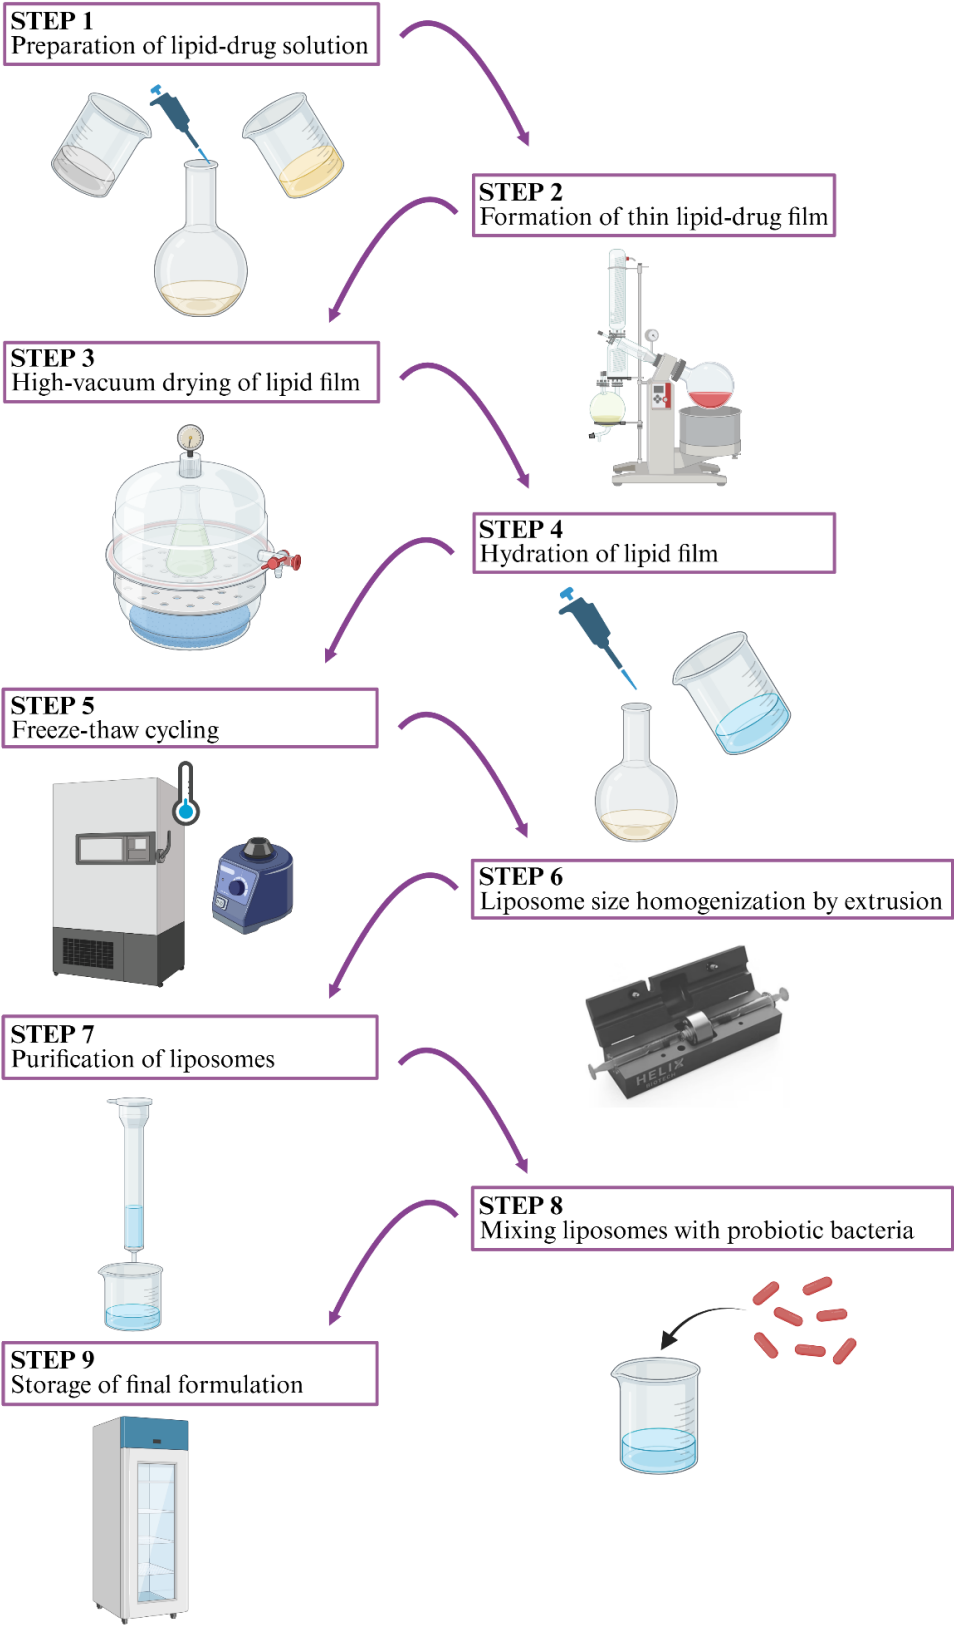 STEP 1
Preparation of lipid-drug solution
STEP 2
Formation of thin lipid-drug film
STEP 3
High-vacuum drying of lipid film
STEP 4
Hydration of lipid film
STEP 5
Freeze-thaw cycling
STEP 6
Liposome size homogenization by extrusion
HELIX
BIOTECH
STEP 7
Purification of liposomes
STEP 8
Mixing liposomes with probiotic bacteria
STEP 9
Storage of final formulation